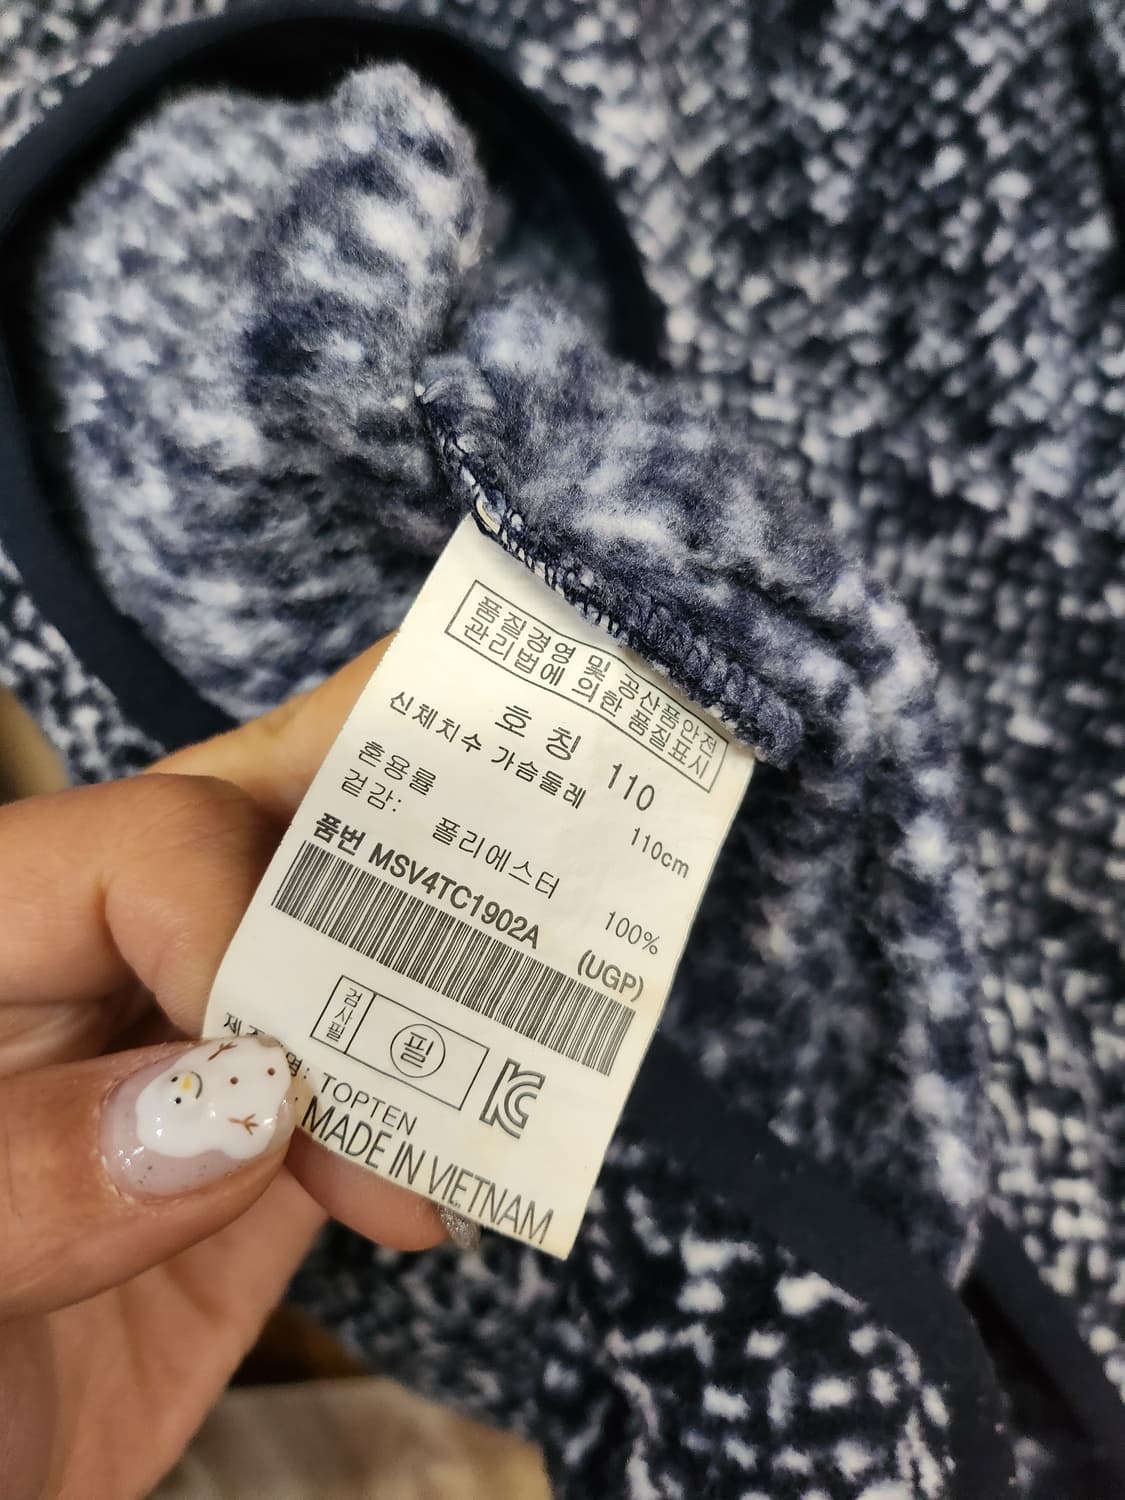 품질경영 및 공산품안전
관리법에 의한 품질표시
호 칭 110
신체치수 가슴둘레 110cm
혼용률
겉감: 폴리에스터 100%
품번 MSV4TC1902A (UGP)
검사필 필
TOPTEN
MADE IN VIETNAM